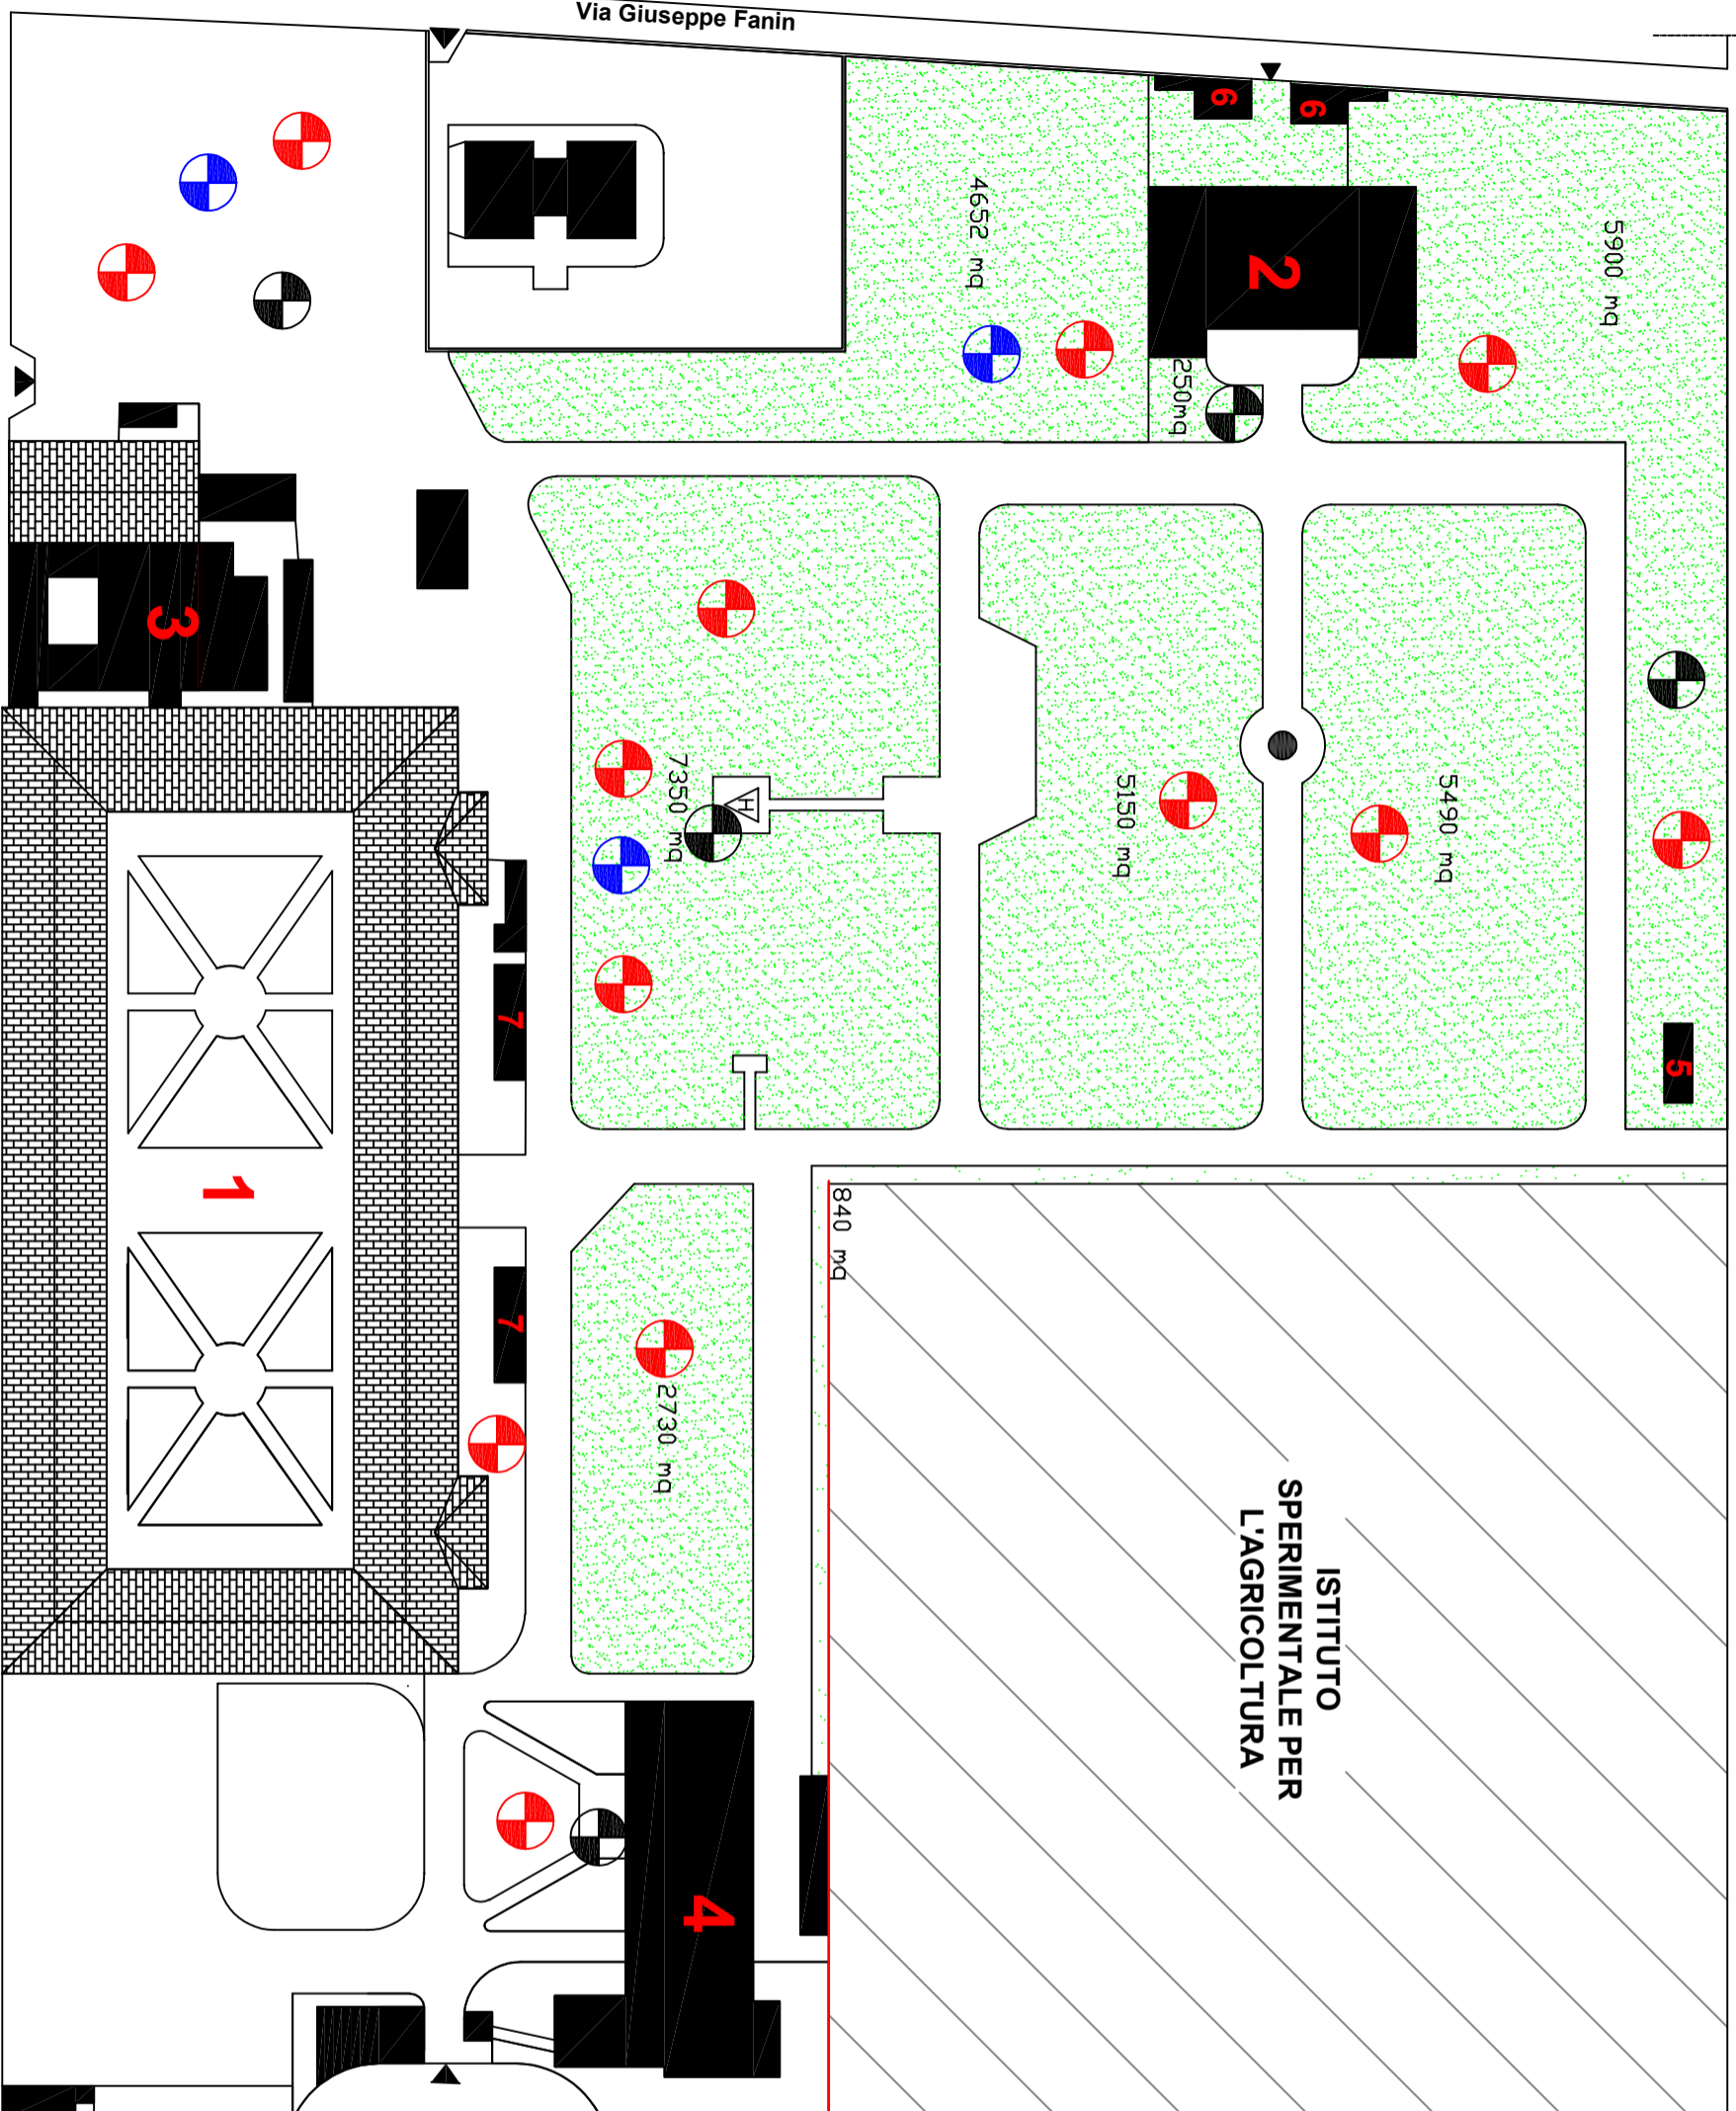 Via Giuseppe Fanin
6
6
4652 mq
5900 mq
2
250mq
3
7350 mq
H
5150 mq
5490 mq
5
7
1
840 mq
7
2730 mq
ISTITUTO
SPERIMENTALE PER
L'AGRICOLTURA
4